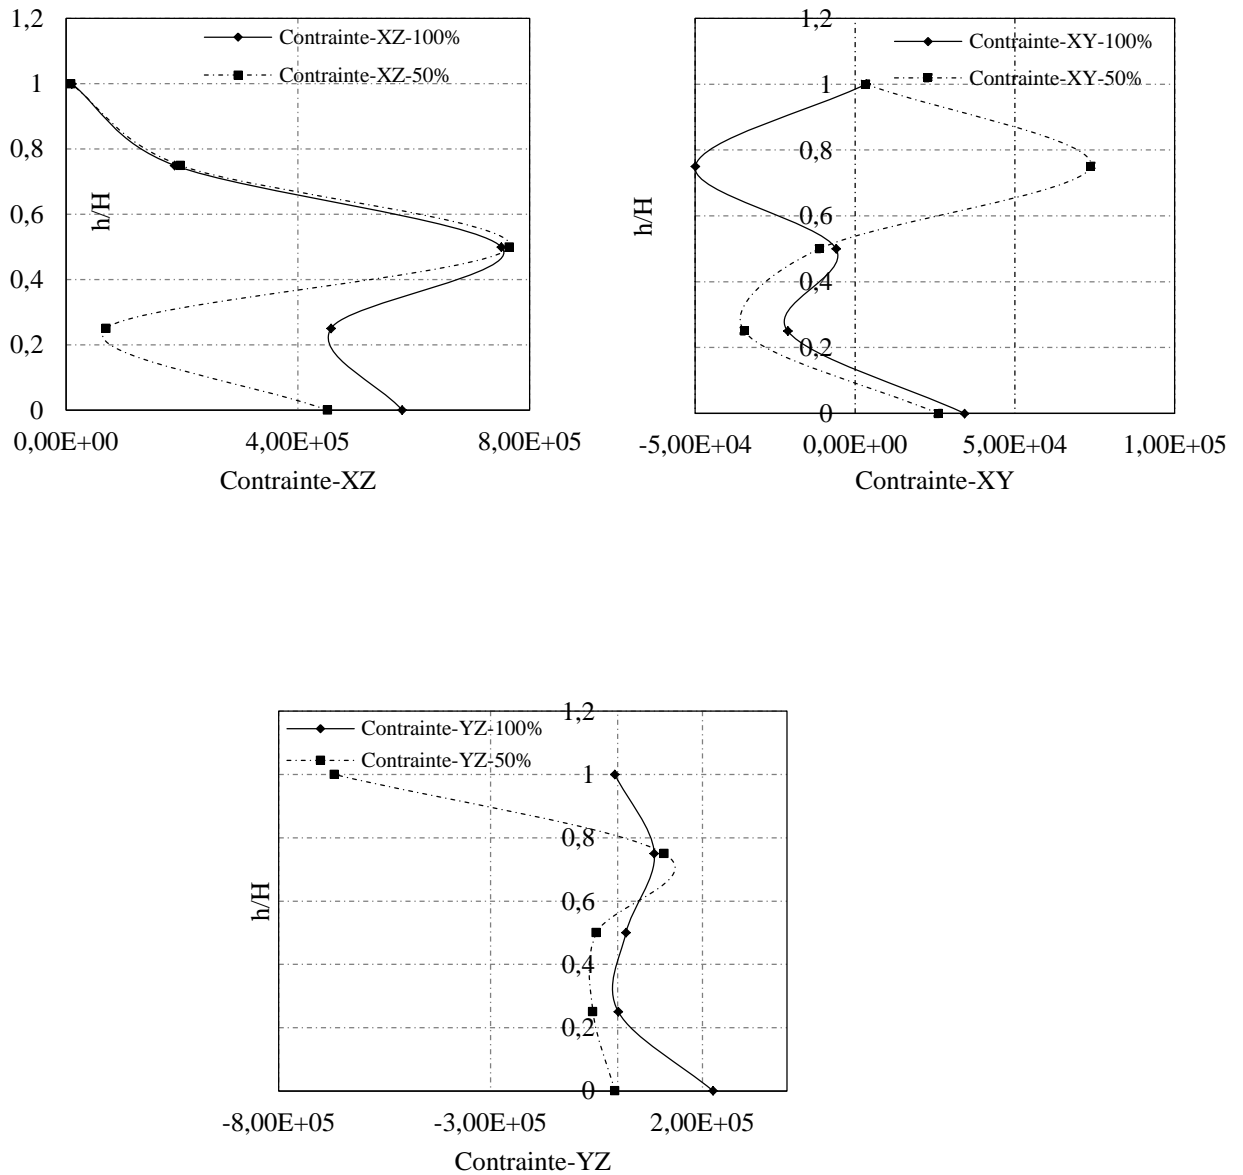 1,2
Contrainte-XZ-100%
Contrainte-XZ-50%
1
0,8
h/H
0,6
0,4
0,2
0
0,00E+00 4,00E+05 8,00E+05
Contrainte-XZ
1,2
Contrainte-XY-100%
Contrainte-XY-50%
1
0,8
h/H
0,6
0,4
0,2
0
-5,00E+04 0,00E+00 5,00E+04 1,00E+05
Contrainte-XY
1,2
Contrainte-YZ-100%
Contrainte-YZ-50%
1
0,8
h/H
0,6
0,4
0,2
0
-8,00E+05 -3,00E+05 2,00E+05
Contrainte-YZ